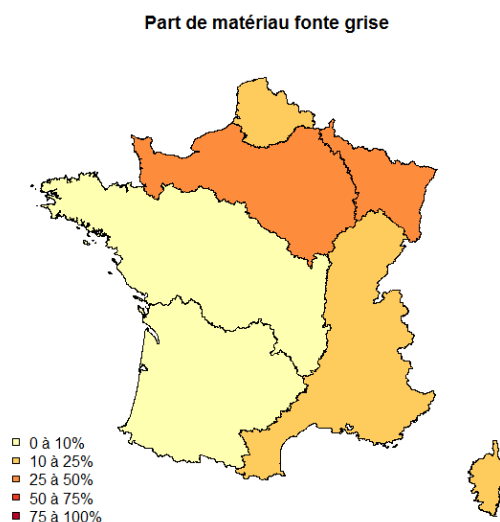 Part de matériau fonte grise
0 à 10%
10 à 25%
25 à 50%
50 à 75%
75 à 100%